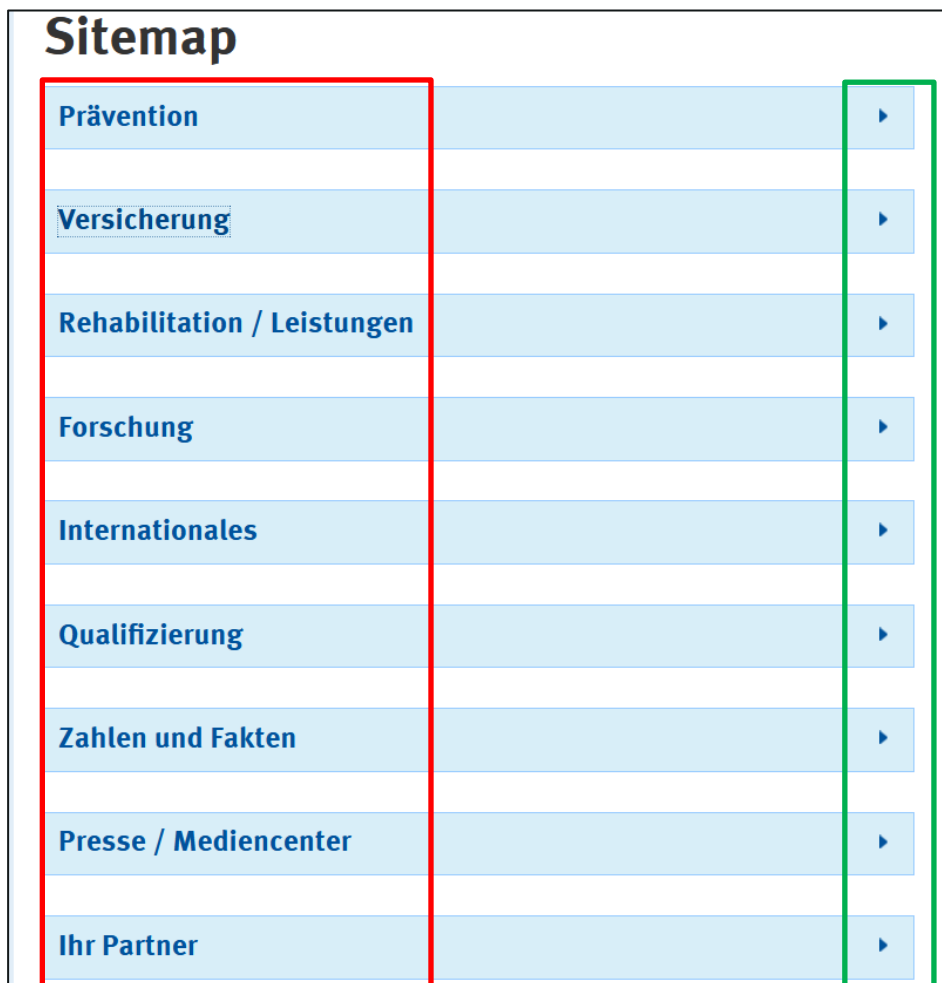 Sitemap
Prävention
Versicherung
Rehabilitation / Leistungen
Forschung
Internationales
Qualifizierung
Zahlen und Fakten
Presse / Mediencenter
Ihr Partner